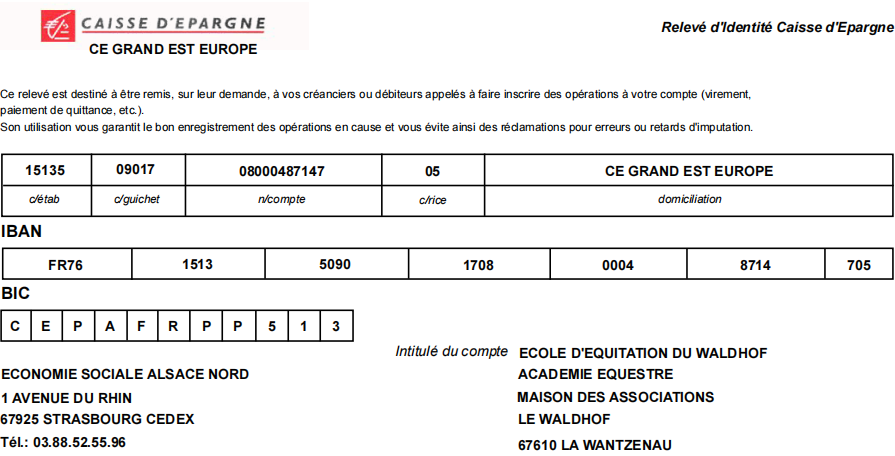 CAISSE D'EPARGNE
CE GRAND EST EUROPE
Relevé d'Identité Caisse d'Epargne
Ce relevé est destiné à être remis, sur leur demande, à vos créanciers ou débiteurs appelés à faire inscrire des opérations à votre compte (virement,
paiement de quittance, etc.).
Son utilisation vous garantit le bon enregistrement des opérations en cause et vous évite ainsi des réclamations pour erreurs ou retards d'imputation.
15135 09017 08000487147 05 CE GRAND EST EUROPE
c/étab c/guichet n/compte c/rice domiciliation
IBAN
FR76 1513 5090 1708 0004 8714 705
BIC
C E P A F R P P 5 1 3
Intitulé du compte ECOLE D'EQUITATION DU WALDHOF
ECONOMIE SOCIALE ALSACE NORD ACADEMIE EQUESTRE
1 AVENUE DU RHIN MAISON DES ASSOCIATIONS
67925 STRASBOURG CEDEX LE WALDHOF
Tél.: 03.88.52.55.96 67610 LA WANTZENAU